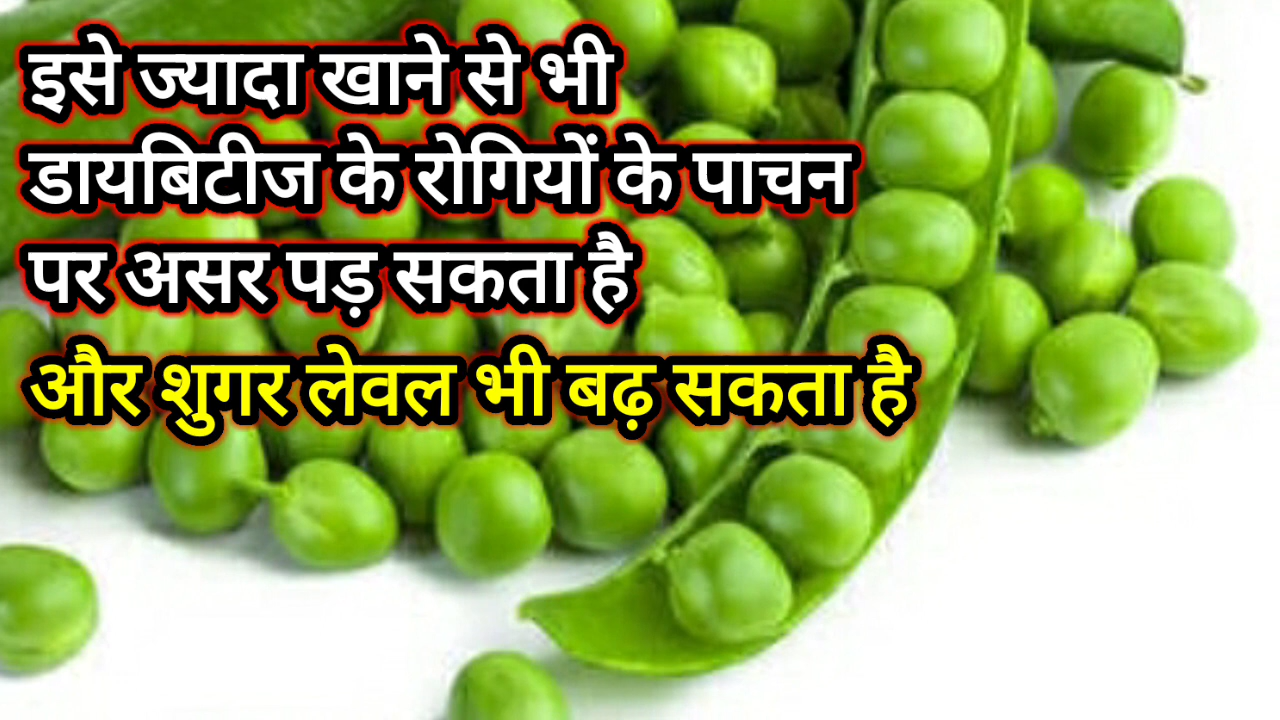 इसे ज्यादा खाने से भी
डायबिटीज के रोगियों के पाचन
पर असर पड़ सकता है
और शुगर लेवल भी बढ़ सकता है